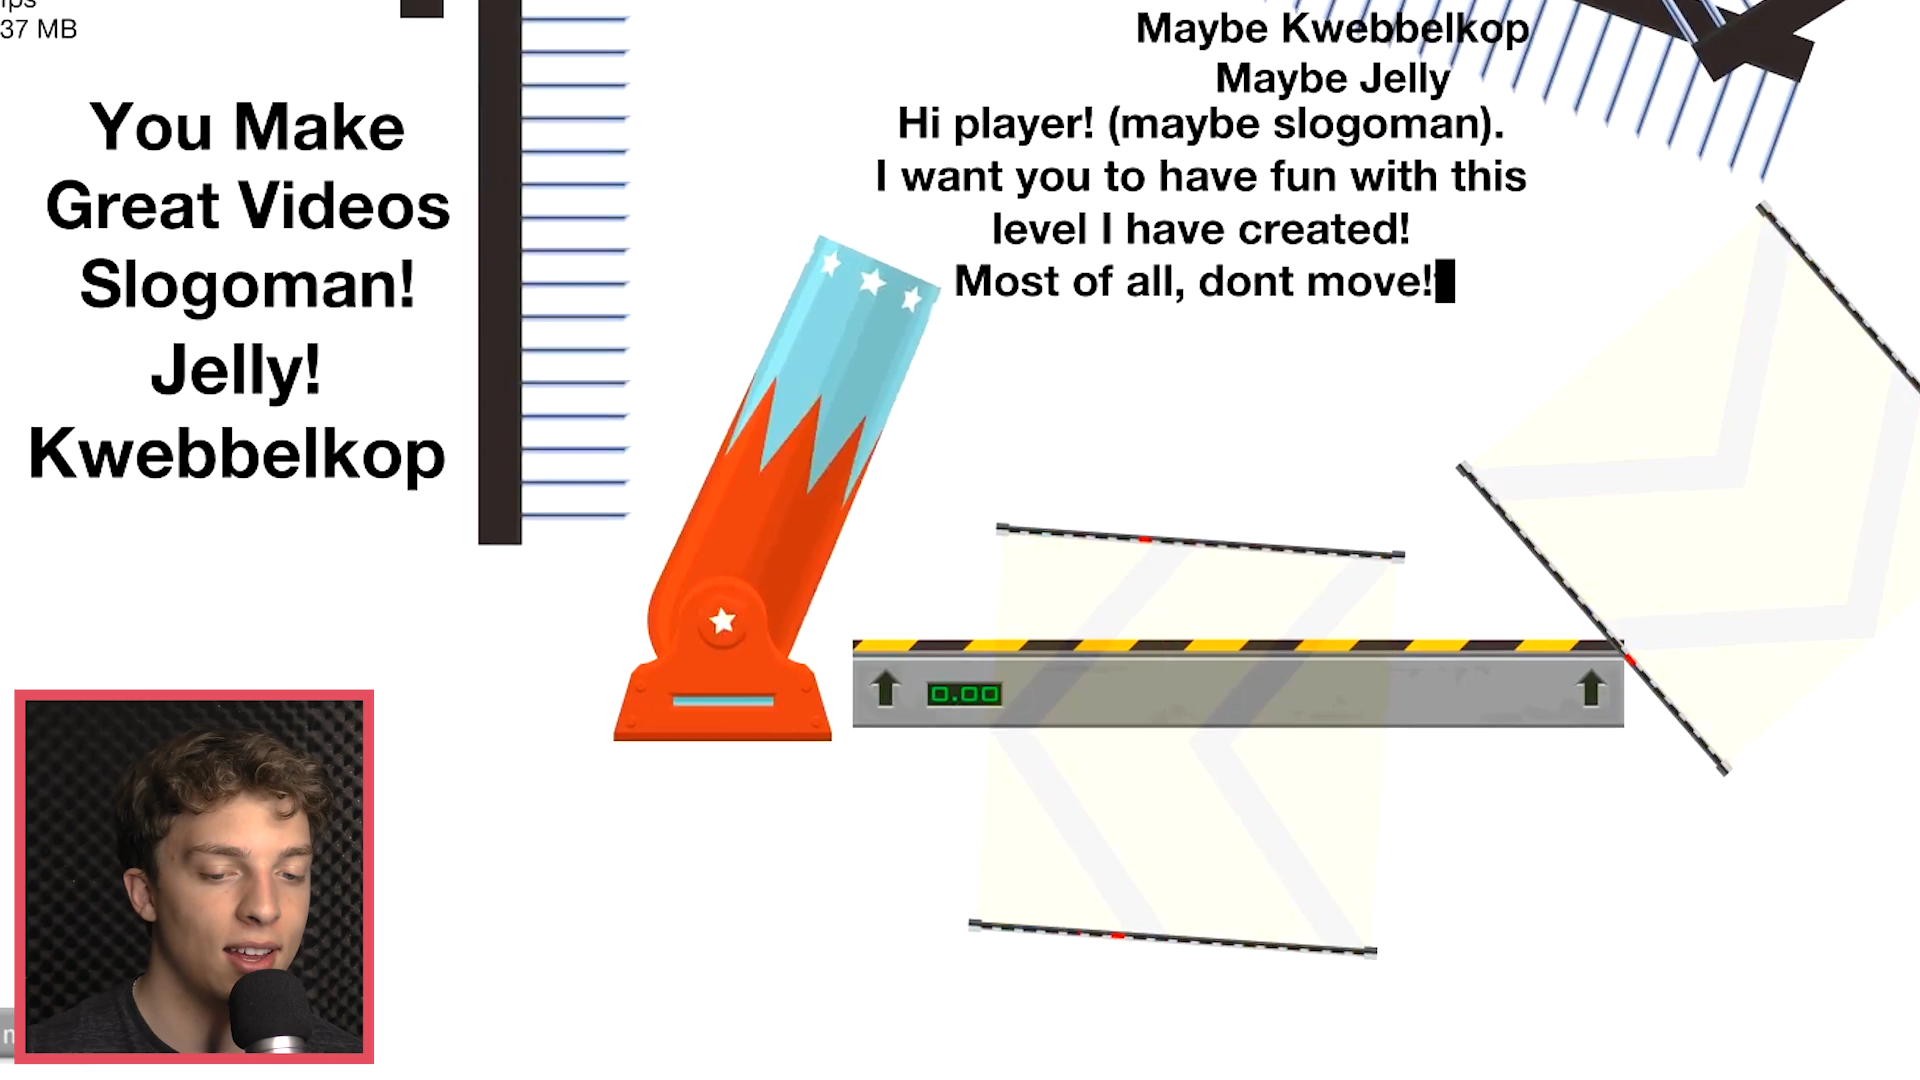 37 MB
You Make
Great Videos
Slogoman!
Jelly!
Kwebbelkop
Maybe Kwebbelkop
Maybe Jelly
Hi player! (maybe slogoman).
I want you to have fun with this
level I have created!
Most of all, dont move!
0.00